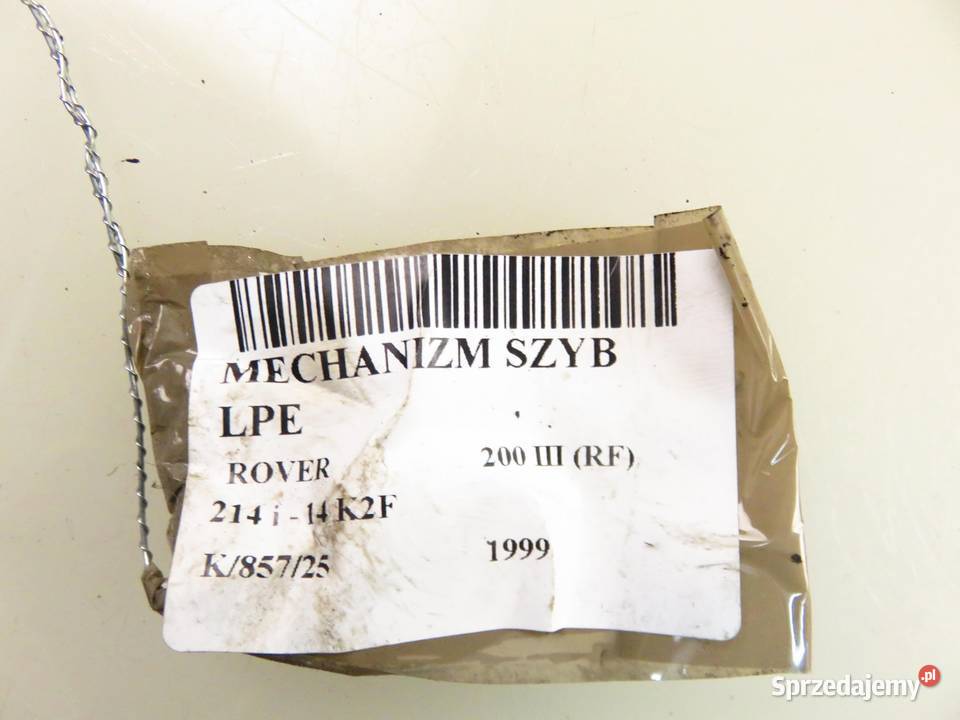 MECHANIZM SZYB
LPE
ROVER 200 III (RF)
214 i - 14 K2F
K/857/25 1999
Sprzedajemy.pl